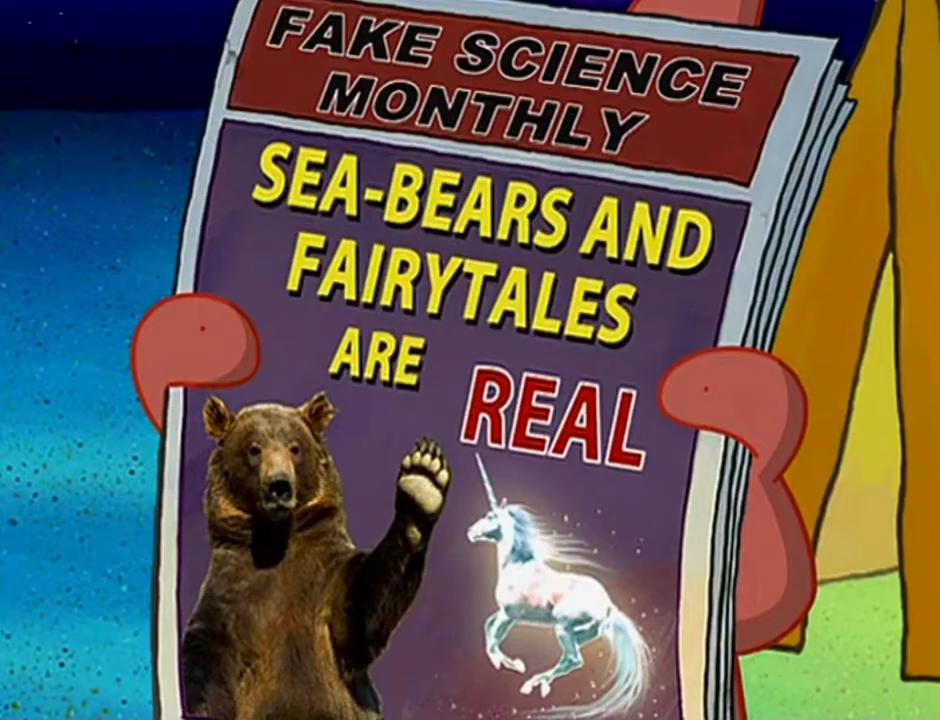 FAKE SCIENCE
MONTHLY
SEA-BEARS AND
FAIRYTALES
ARE REAL